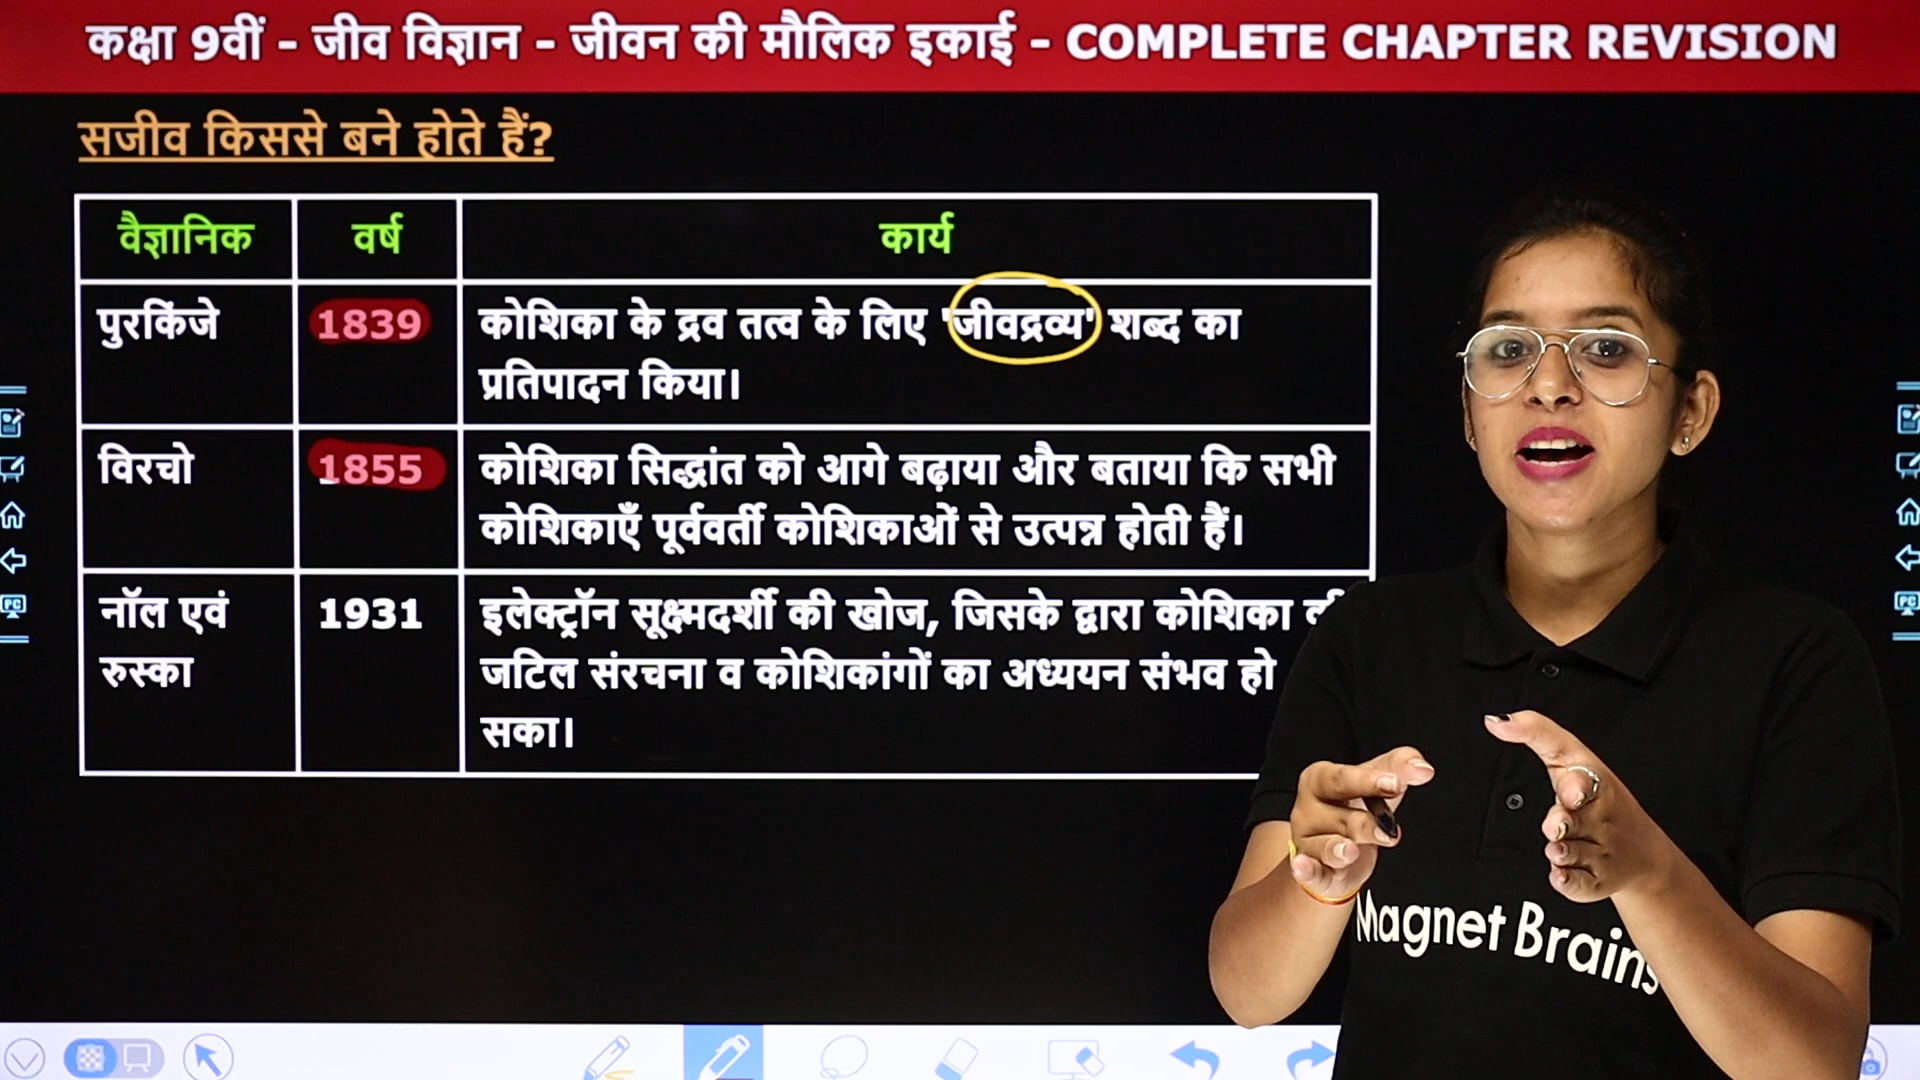 कक्षा 9वीं - जीव विज्ञान - जीवन की मौलिक इकाई - COMPLETE CHAPTER REVISION
सजीव किससे बने होते हैं?
वैज्ञानिक वर्ष कार्य
पुरकिंजे 1839 कोशिका के द्रव तत्व के लिए 'जीवद्रव्य' शब्द का
प्रतिपादन किया।
विरचो 1855 कोशिका सिद्धांत को आगे बढ़ाया और बताया कि सभी
कोशिकाएँ पूर्ववर्ती कोशिकाओं से उत्पन्न होती हैं।
नॉल एवं 1931 इलेक्ट्रॉन सूक्ष्मदर्शी की खोज, जिसके द्वारा कोशिका
रुस्का जटिल संरचना व कोशिकांगों का अध्ययन संभव हो
सका।
Magnet Brains
PC
PC